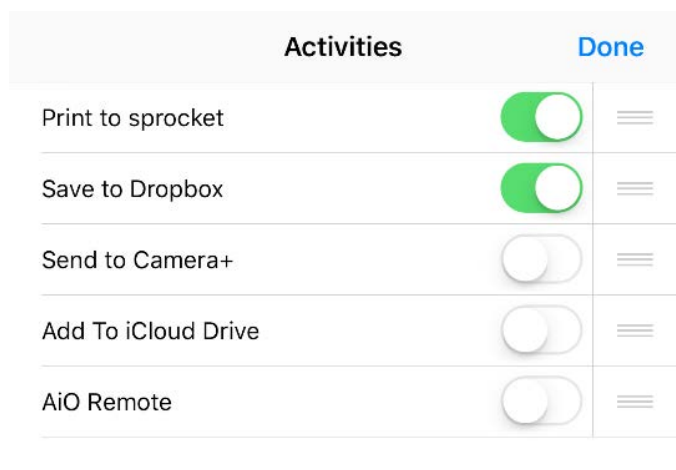 Activities Done
Print to sprocket
Save to Dropbox
Send to Camera+
Add To iCloud Drive
AiO Remote